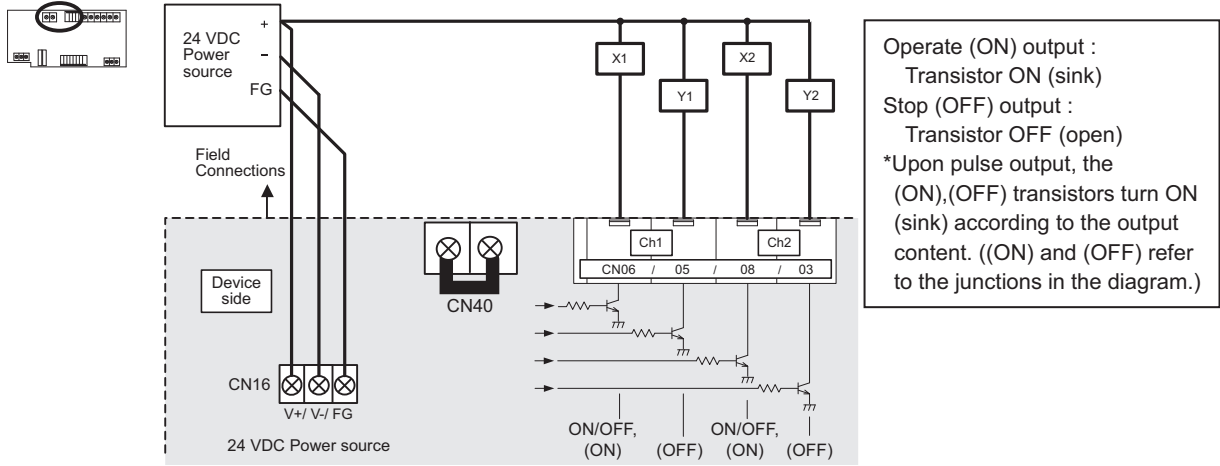 24 VDC
Power
source
+
−
FG
X1
Y1
X2
Y2
Field
Connections
Device
side
CN40
Ch1
Ch2
CN06 / 05 / 08 / 03
CN16
V+/ V-/ FG
24 VDC Power source
ON/OFF,
(ON)
(OFF)
ON/OFF,
(ON)
(OFF)
Operate (ON) output :
Transistor ON (sink)
Stop (OFF) output :
Transistor OFF (open)
*Upon pulse output, the
(ON),(OFF) transistors turn ON
(sink) according to the output
content. ((ON) and (OFF) refer
to the junctions in the diagram.)